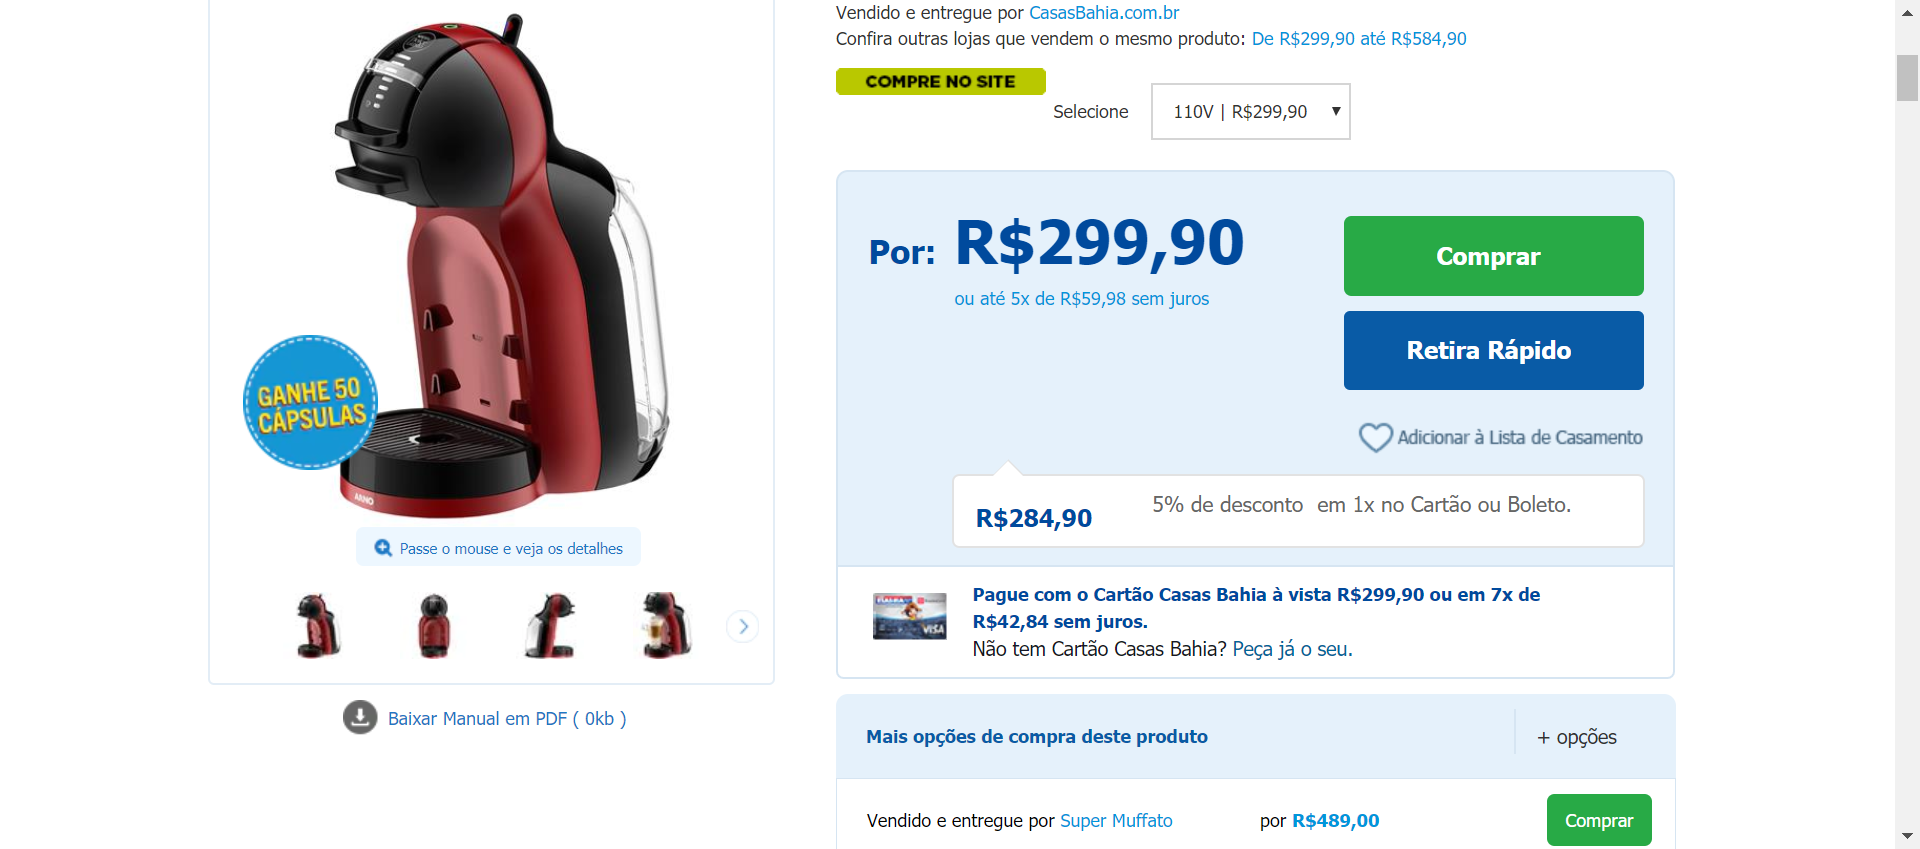 Vendido e entregue por CasasBahia.com.br
Confira outras lojas que vendem o mesmo produto: De R$299,90 até R$584,90
COMPRE NO SITE
Selecione
110V | R$299,90
GANHE 50
CÁPSULAS
ARNO
Passe o mouse e veja os detalhes
Baixar Manual em PDF ( 0kb )
Por: R$299,90
ou até 5x de R$59,98 sem juros
Comprar
Retira Rápido
Adicionar à Lista de Casamento
R$284,90
5% de desconto em 1x no Cartão ou Boleto.
VISA
Pague com o Cartão Casas Bahia à vista R$299,90 ou em 7x de
R$42,84 sem juros.
Não tem Cartão Casas Bahia? Peça já o seu.
Mais opções de compra deste produto
+ opções
Vendido e entregue por Super Muffato
por R$489,00
Comprar